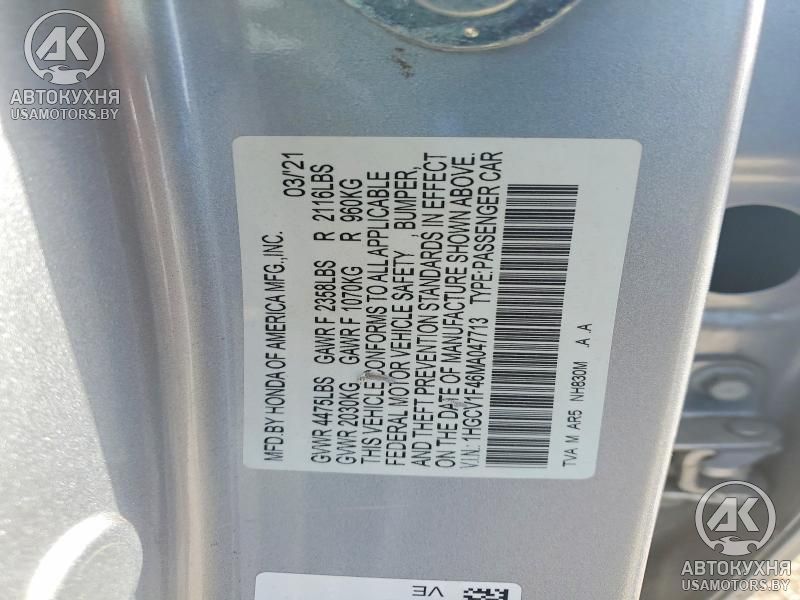 AK
АВТОКУХНЯ
USAMOTORS.BY
MFD.BY HONDA OF AMERICA MFG.,INC. 03/'21
GVWR 4475LBS GAWR F 2358LBS R 2116LBS
GVWR 2030KG GAWR F 1070KG R 960KG
THIS VEHICLE CONFORMS TO ALL APPLICABLE
FEDERAL MOTOR VEHICLE SAFETY , BUMPER,
AND THEFT PREVENTION STANDARDS IN EFFECT
ON THE DATE OF MANUFACTURE SHOWN ABOVE.
V.I.N.: 1HGCV1F46MA047713 TYPE:PASSENGER CAR
TVA M AR5 NH830M .A .A
VE
AK
АВТОКУХНЯ
USAMOTORS.BY